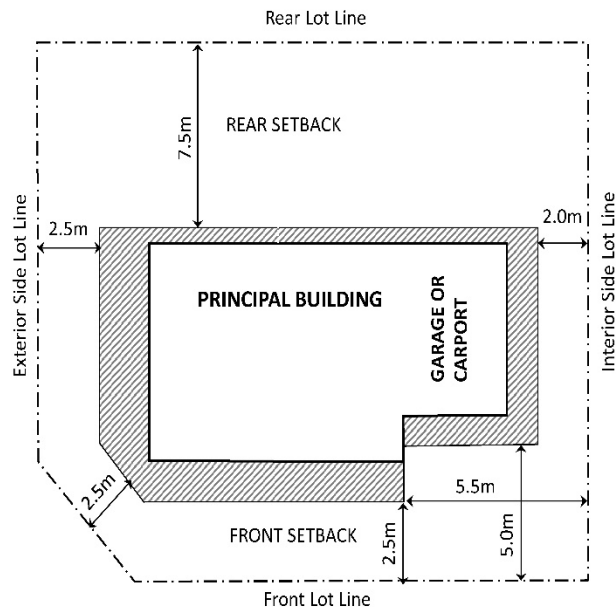 Rear Lot Line
REAR SETBACK
7.5m
Exterior Side Lot Line
2.5m
2.0m
Interior Side Lot Line
PRINCIPAL BUILDING
GARAGE OR
CARPORT
2.5m
FRONT SETBACK
2.5m
5.5m
5.0m
Front Lot Line